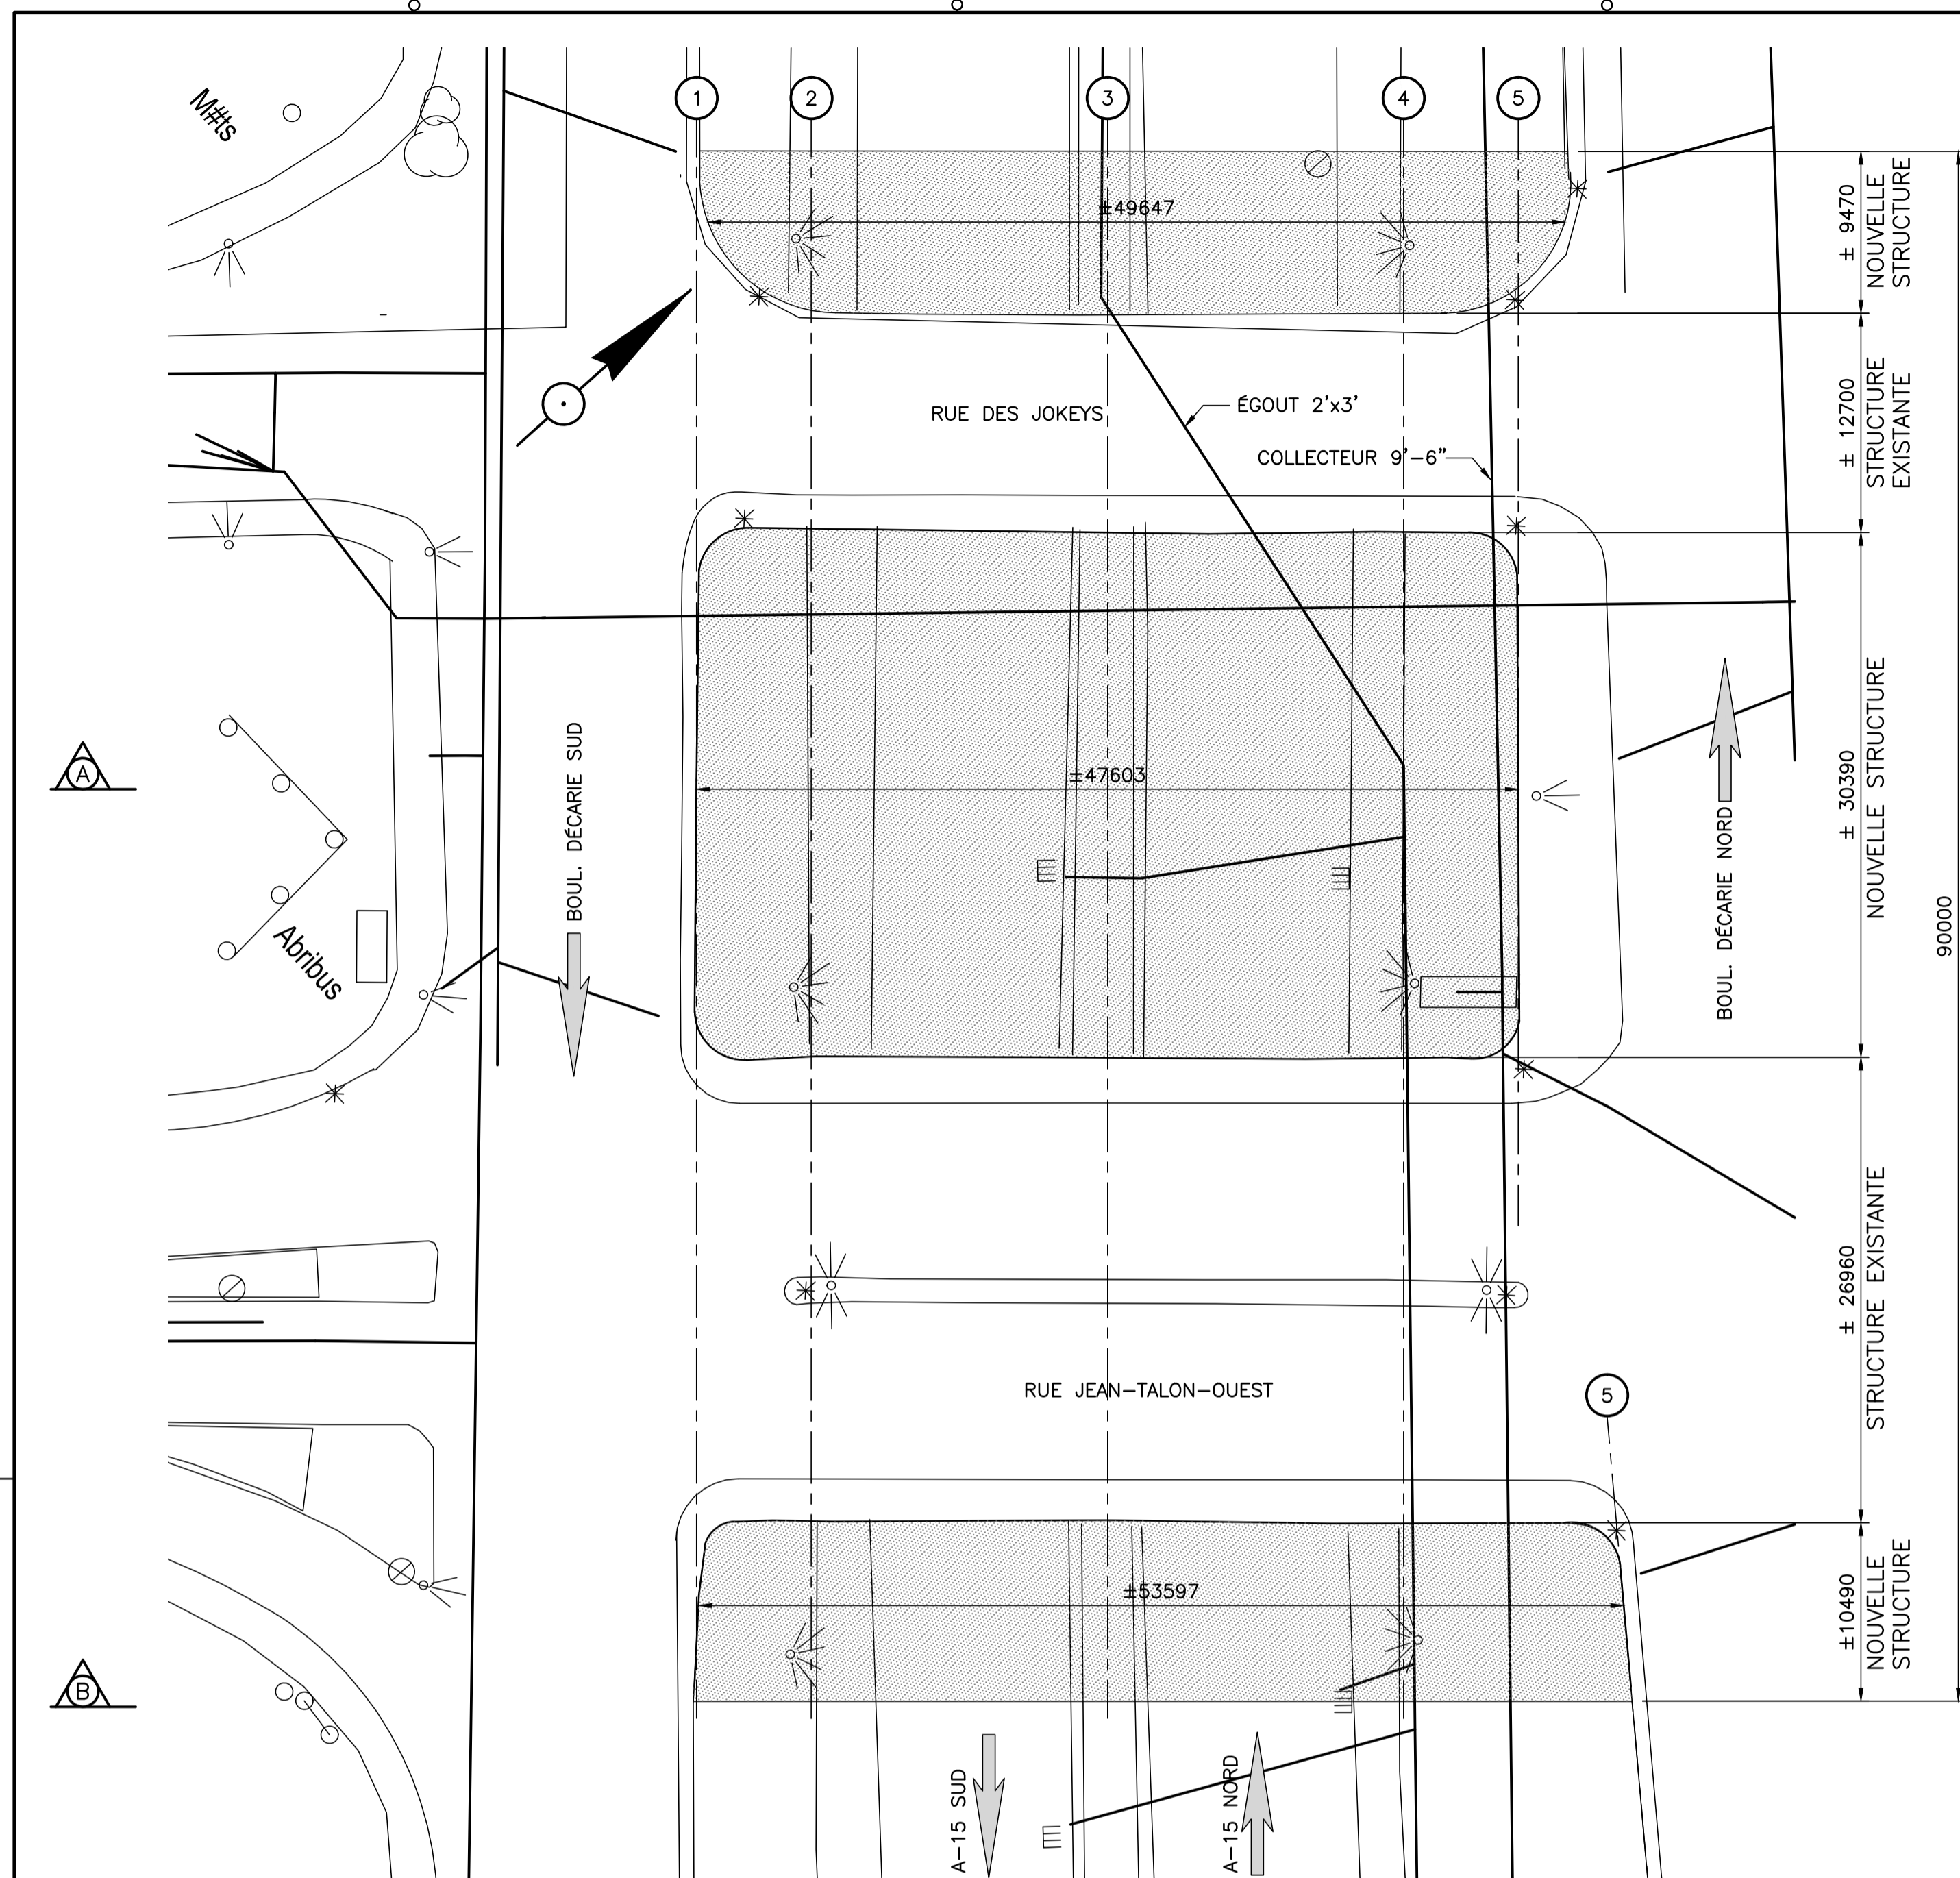 M#ts
1
2
3
4
5
±49647
± 9470
NOUVELLE
STRUCTURE
RUE DES JOKEYS
ÉGOUT 2'x3'
COLLECTEUR 9'-6"
± 12700
STRUCTURE
EXISTANTE
A
BOUL. DÉCARIE SUD
±47603
BOUL. DÉCARIE NORD
± 30390
NOUVELLE STRUCTURE
90000
Abribus
RUE JEAN-TALON-OUEST
5
± 26960
STRUCTURE EXISTANTE
±53597
±10490
NOUVELLE
STRUCTURE
B
A-15 SUD
A-15 NORD